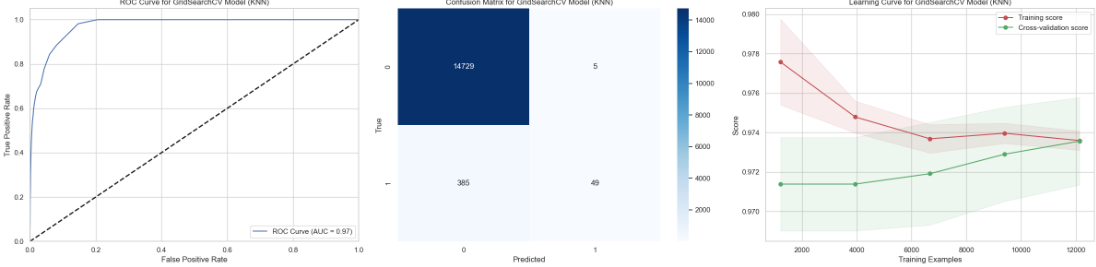 ROC Curve for GridSearchCV Model (KNN)
1.0
0.8
0.6
0.4
0.2
0.0
True Positive Rate
0.0 0.2 0.4 0.6 0.8 1.0
False Positive Rate
ROC Curve (AUC = 0.97)
Confusion Matrix for GridSearchCV Model (KNN)
True
0
1
14729 5
385 49
0 1
Predicted
14000
12000
10000
8000
6000
4000
2000
Learning Curve for GridSearchCV Model (KNN)
0.980
0.978
0.976
0.974
0.972
0.970
Score
Training score
Cross-validation score
2000 4000 6000 8000 10000 12000
Training Examples